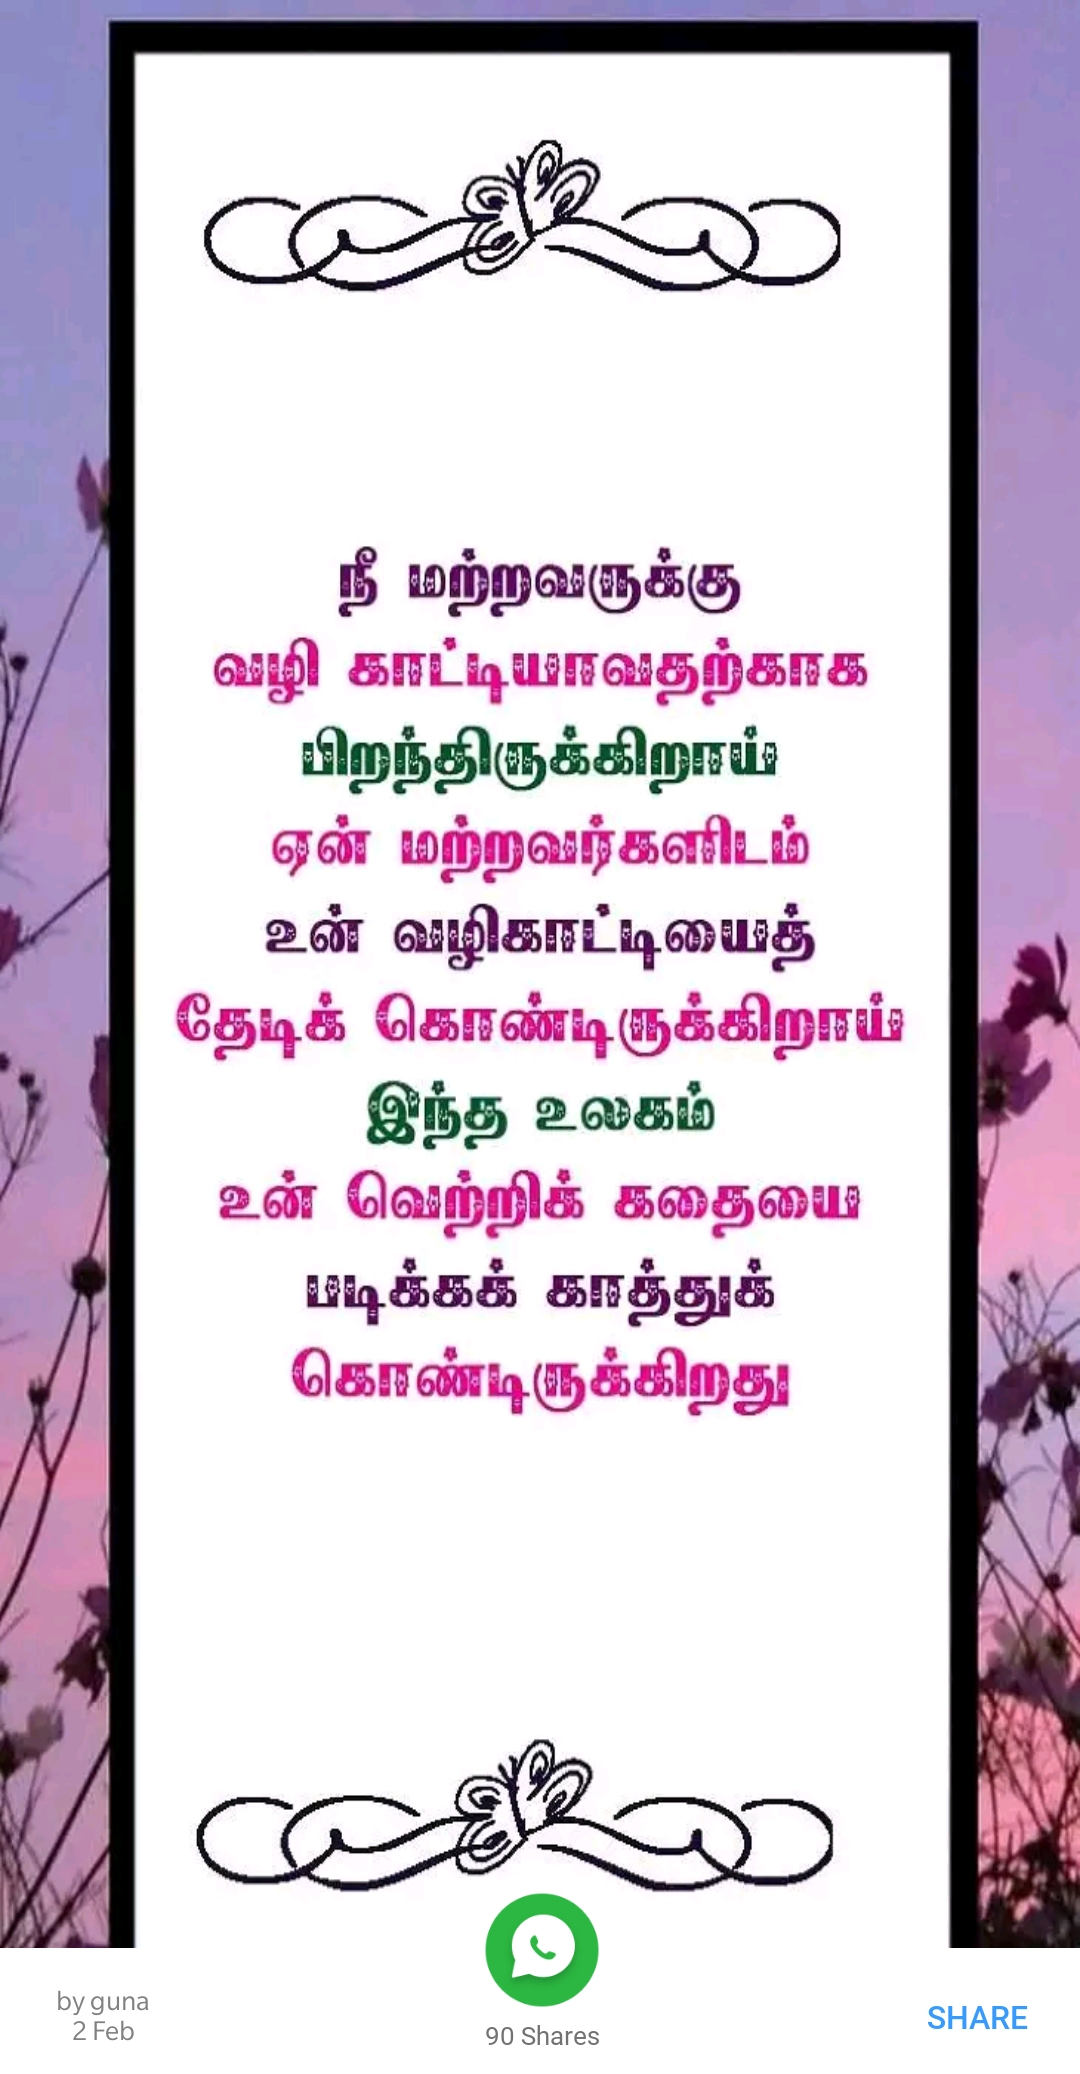 நீ மற்றவருக்கு
வழி காட்டியாவதற்காக
பிறந்திருக்கிறாய்
ஏன் மற்றவர்களிடம்
உன் வழிகாட்டியைத்
தேடிக் கொண்டிருக்கிறாய்
இந்த உலகம்
உன் வெற்றிக் கதையை
படிக்கக் காத்துக்
கொண்டிருக்கிறது
by guna
2 Feb
90 Shares
SHARE